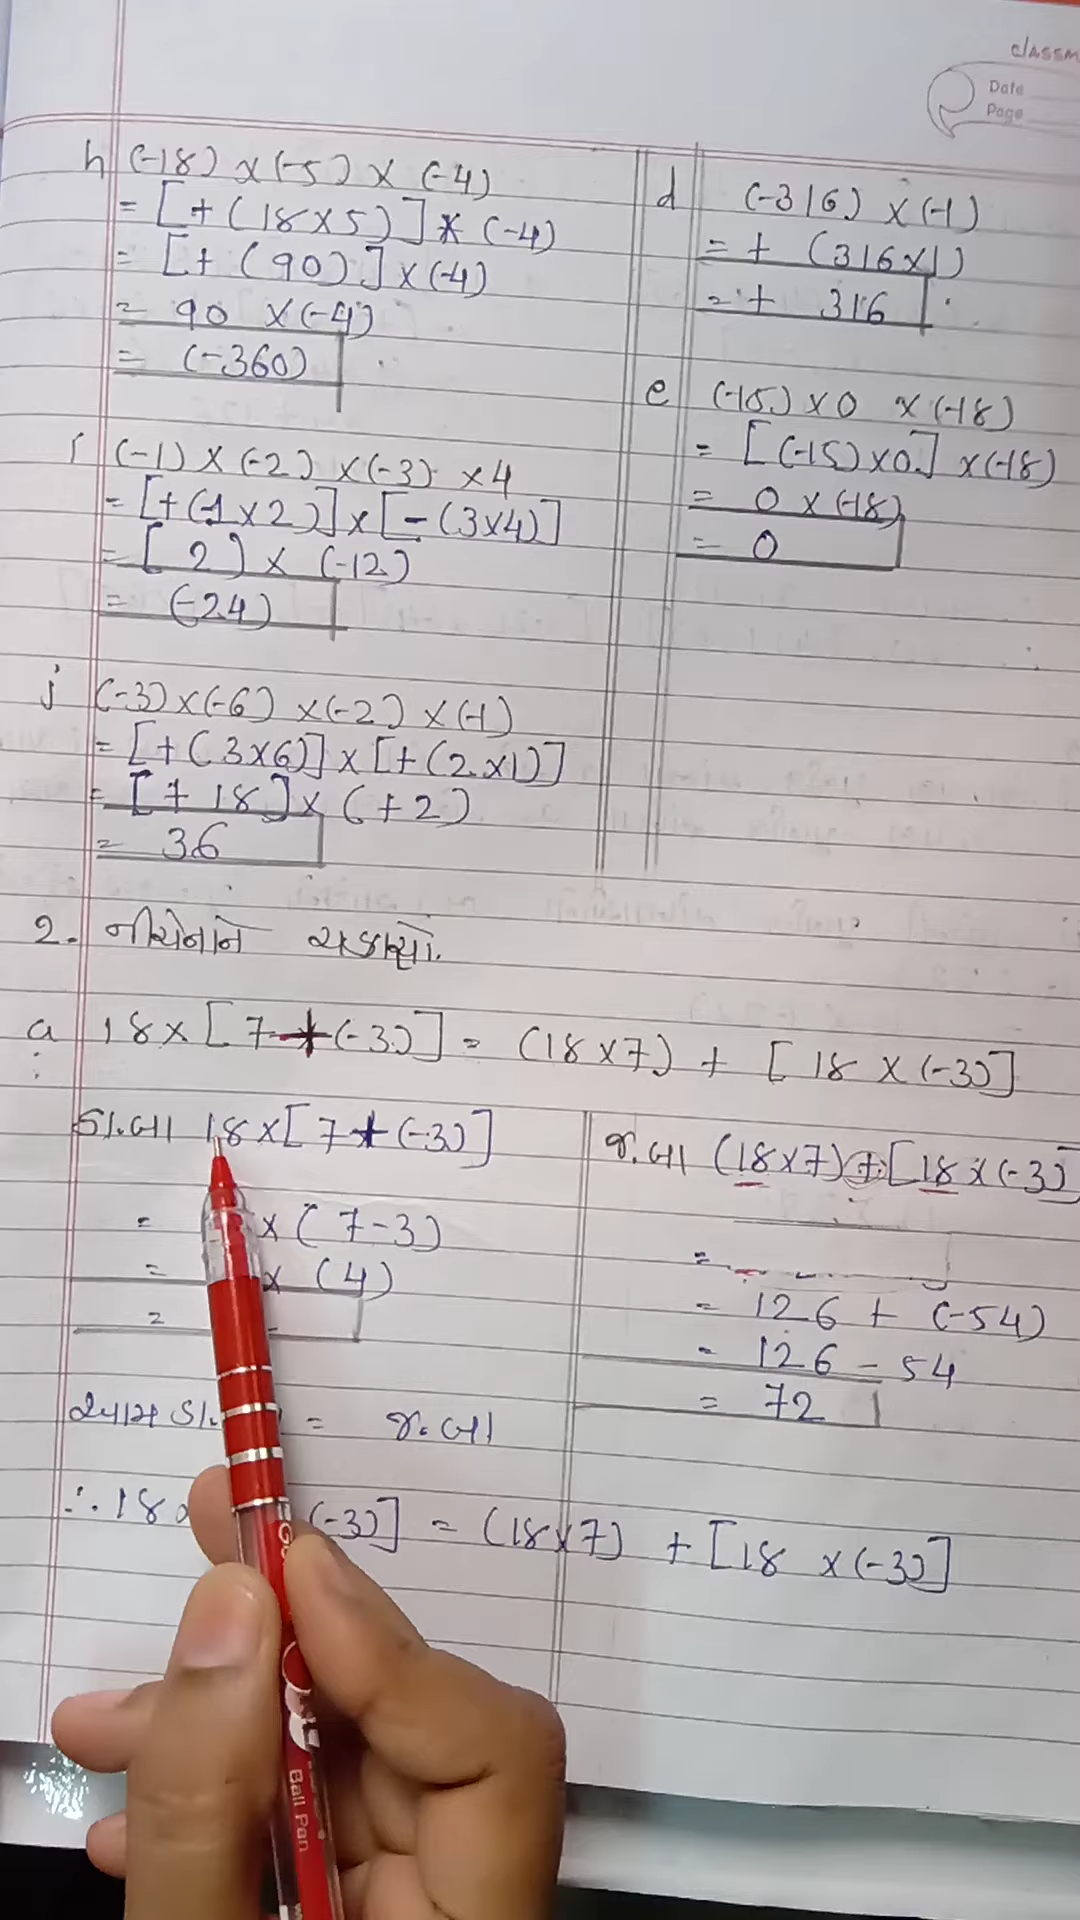 classm
Date
Page
h (-18) × (-5) × (-4)
= [+(18×5)] × (-4)
= [+ (90)] × (-4)
= 90 × (-4)
= (-360)
i (-1) × (-2) × (-3) × 4
= [+(1×2)] × [-(3×4)]
= [2) × (-12)
= (-24)
j (-3) × (-6) × (-2) × (-1)
= [+(3×6)] × [+(2×1)]
= [+18] × (+2)
= 36
d (-316) × (-1)
= + (316×1)
= + 316
e (-15) × 0 × (-18)
= [(-15)×0] × (-18)
= 0 × (-18)
= 0
2. નીચેનાને ચકાસો.
a 18 × [7 + (-3)] = (18×7) + [18 × (-3)]
ડા.બા 18 × [7 + (-3)]
= × (7-3)
= × (4)
=
જ.બા (18×7) + [18 × (-3)]
=
= 126 + (-54)
= 126 - 54
= 72
આમ ડા. = જ.બા
∴ 18 (-3)] = (18×7) + [18 × (-3)]
Ball Pen